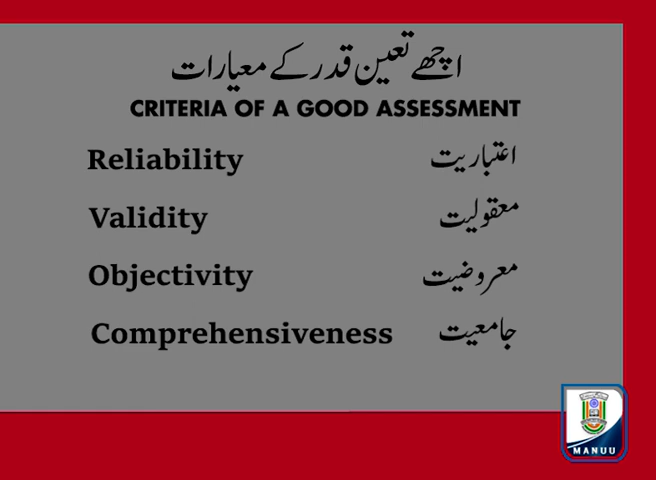 اچھے تعین قدر کے معیارات
CRITERIA OF A GOOD ASSESSMENT
Reliability اعتباریت
Validity معقولیت
Objectivity معروضیت
Comprehensiveness جامعیت
MANUU